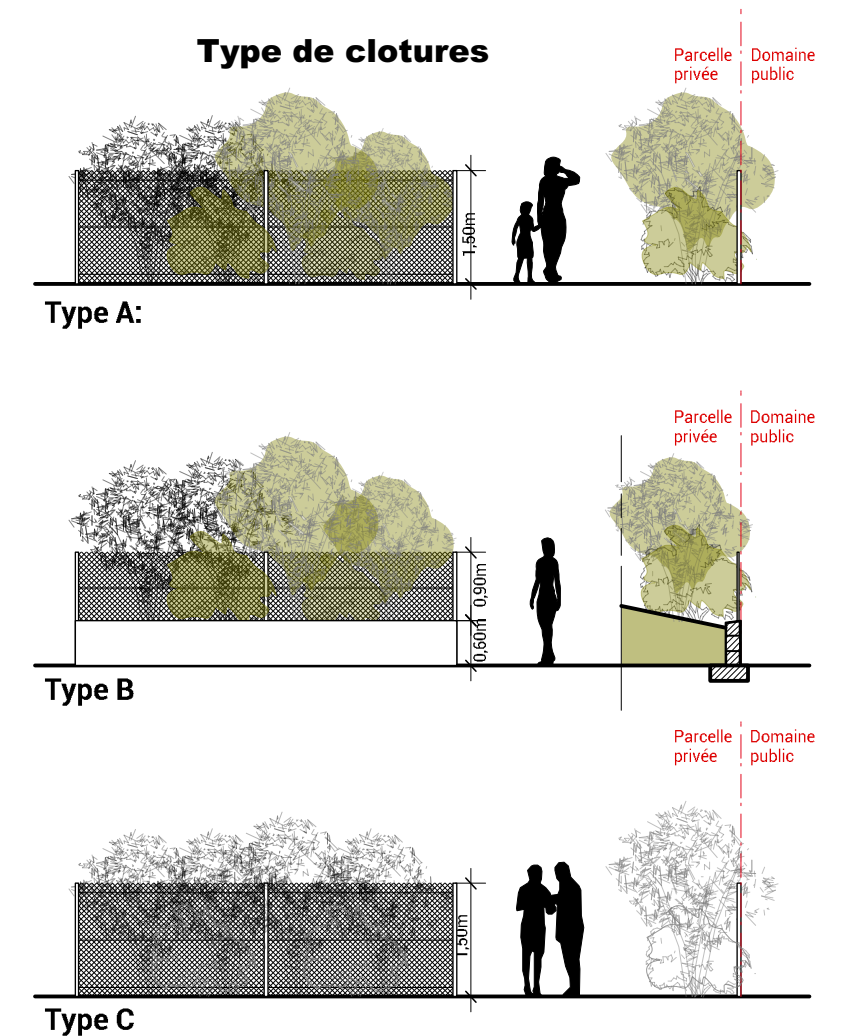 Type de clotures
Parcelle
privée
Domaine
public
1,50m
Type A:
Parcelle
privée
Domaine
public
0,90m
0,60m
Type B
Parcelle
privée
Domaine
public
1,50m
Type C